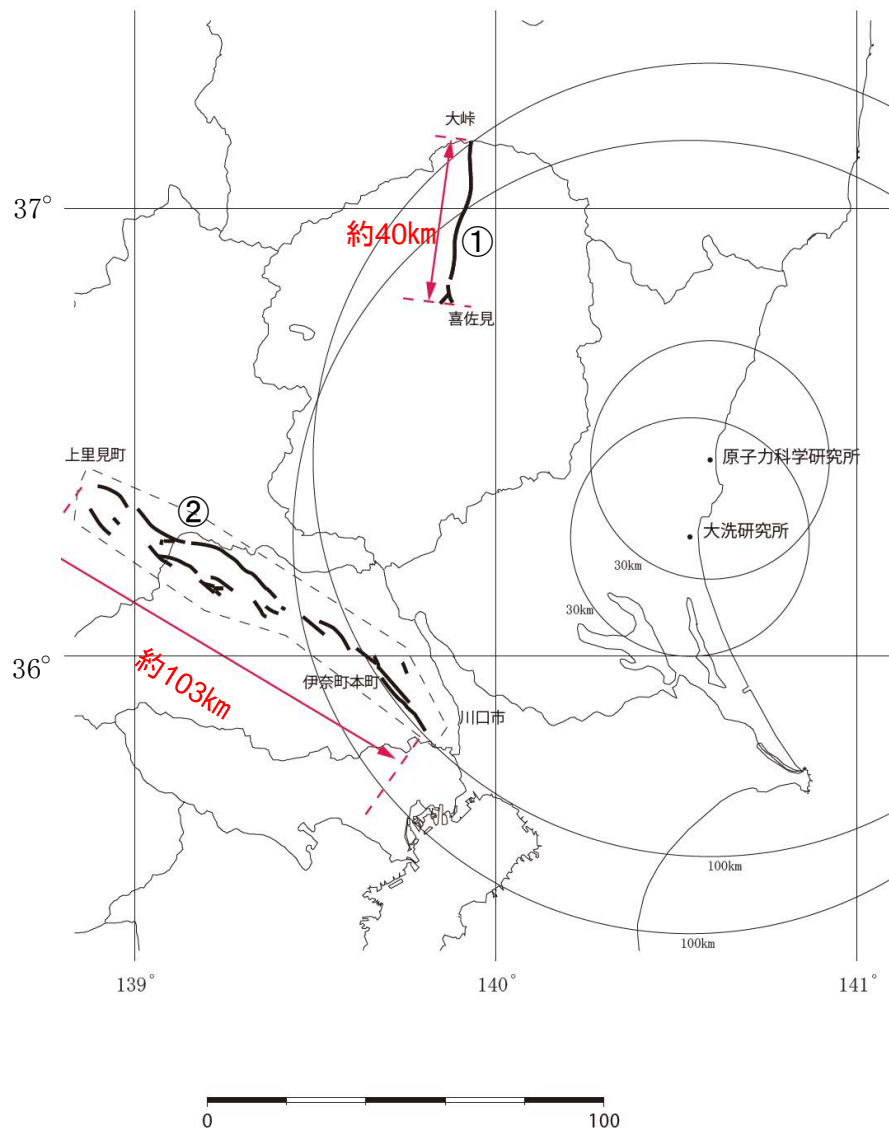 大峠
37°
約40㎞
①
喜佐見
上里見町
②
原子力科学研究所
大洗研究所
30km
30km
36°
約103㎞
伊奈町本町
川口市
100km
100km
139°
140°
141°
0
100